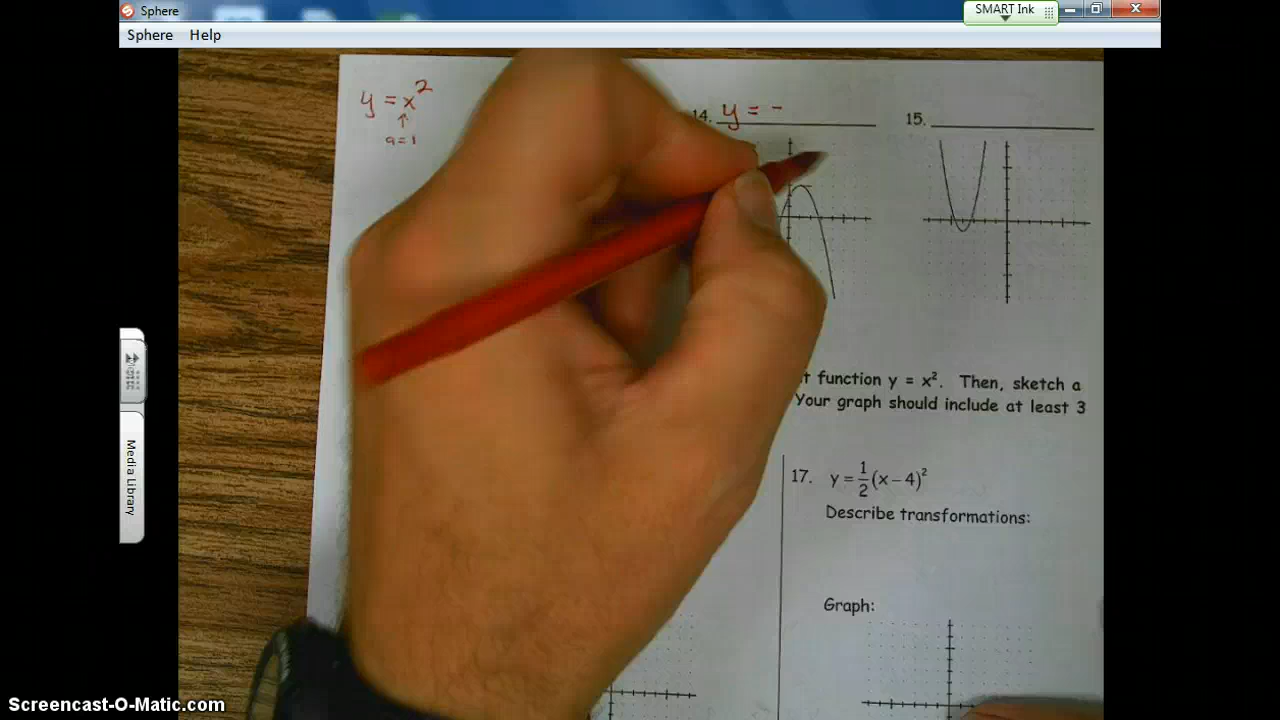 Sphere
SMART Ink
Sphere Help
y = x²
a = 1
14. y = -
15.
t function y = x². Then, sketch a
Your graph should include at least 3
17. y = 1/2 (x – 4)²
Describe transformations:
Graph:
Media Library
Screencast-O-Matic.com